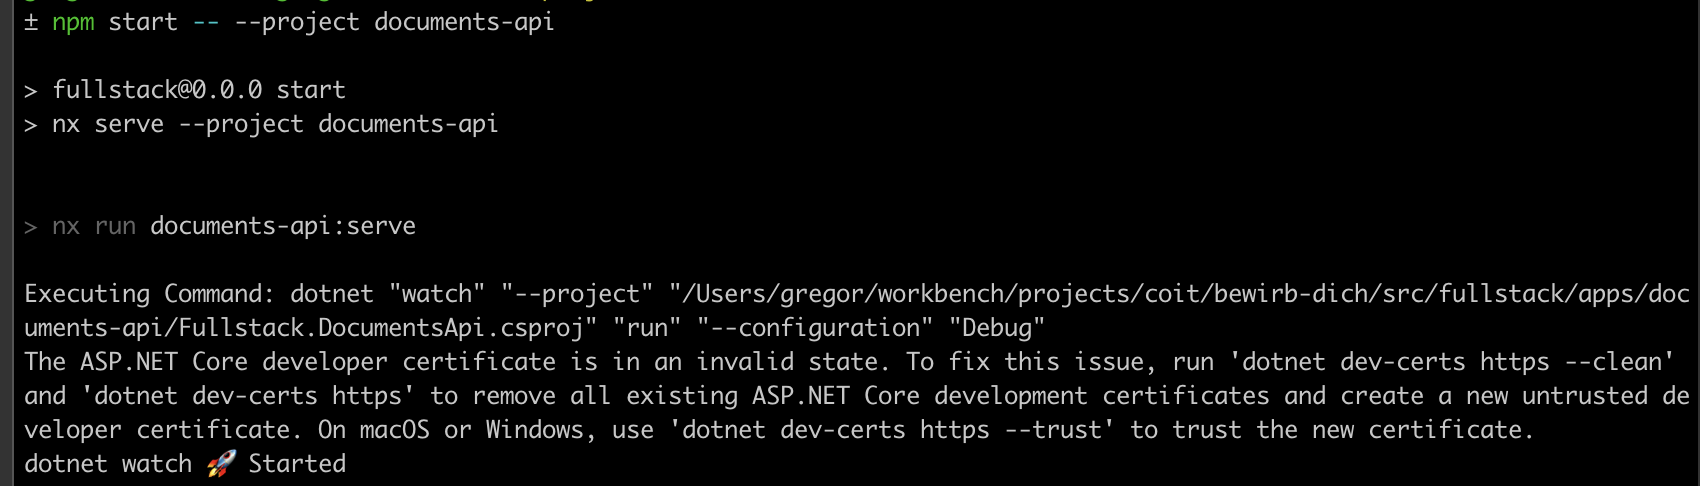 ± npm start -- --project documents-api
> fullstack@0.0.0 start
> nx serve --project documents-api
> nx run documents-api:serve
Executing Command: dotnet "watch" "--project" "/Users/gregor/workbench/projects/coit/bewirb-dich/src/fullstack/apps/doc
uments-api/Fullstack.DocumentsApi.csproj" "run" "--configuration" "Debug"
The ASP.NET Core developer certificate is in an invalid state. To fix this issue, run 'dotnet dev-certs https --clean'
and 'dotnet dev-certs https' to remove all existing ASP.NET Core development certificates and create a new untrusted de
veloper certificate. On macOS or Windows, use 'dotnet dev-certs https --trust' to trust the new certificate.
dotnet watch 🚀 Started